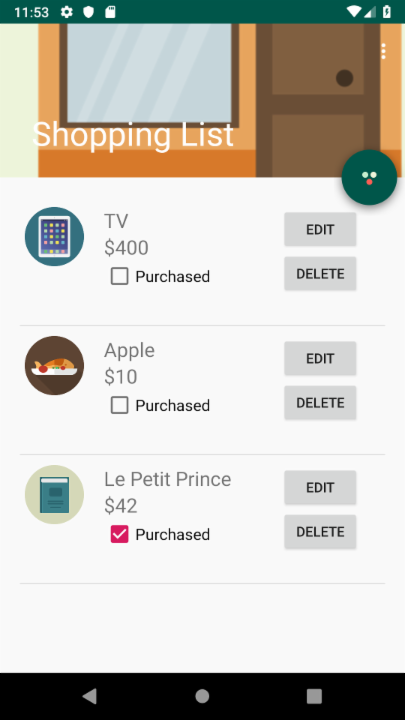 11:53
Shopping List
TV
$400
Purchased
EDIT
DELETE
Apple
$10
Purchased
EDIT
DELETE
Le Petit Prince
$42
Purchased
EDIT
DELETE